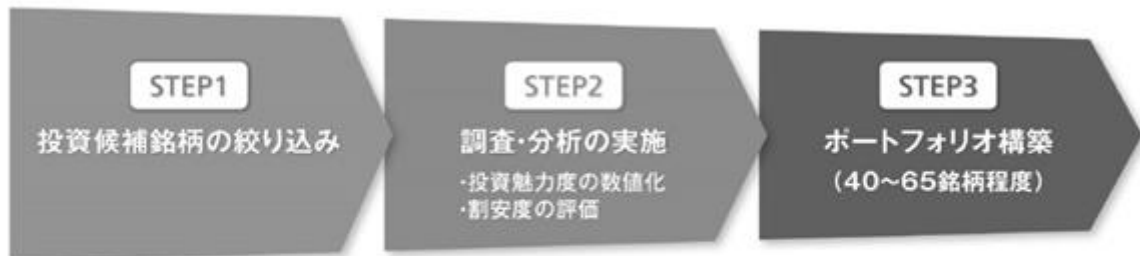 STEP1
投資候補銘柄の絞り込み
STEP2
調査・分析の実施
・投資魅力度の数値化
・割安度の評価
STEP3
ポートフォリオ構築
（40～65銘柄程度）